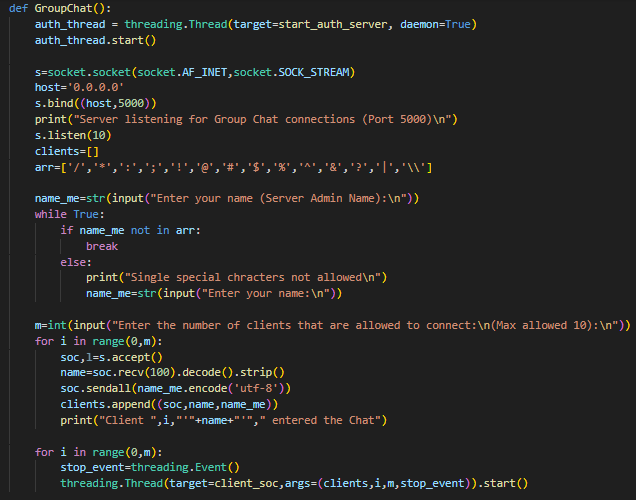 def GroupChat():
    auth_thread = threading.Thread(target=start_auth_server, daemon=True)
    auth_thread.start()

    s=socket.socket(socket.AF_INET,socket.SOCK_STREAM)
    host='0.0.0.0'
    s.bind((host,5000))
    print("Server listening for Group Chat connections (Port 5000)\n")
    s.listen(10)
    clients=[]
    arr=['/','*',':',';','!','@','#','$','%','^','&','?','|','\\']

    name_me=str(input("Enter your name (Server Admin Name):\n"))
    while True:
        if name_me not in arr:
            break
        else:
            print("Single special chracters not allowed\n")
            name_me=str(input("Enter your name:\n"))

    m=int(input("Enter the number of clients that are allowed to connect:\n(Max allowed 10):\n"))
    for i in range(0,m):
        soc,l=s.accept()
        name=soc.recv(100).decode().strip()
        soc.sendall(name_me.encode('utf-8'))
        clients.append((soc,name,name_me))
        print("Client ",i,"'"+name+"'"," entered the Chat")

    for i in range(0,m):
        stop_event=threading.Event()
        threading.Thread(target=client_soc,args=(clients,i,m,stop_event)).start()